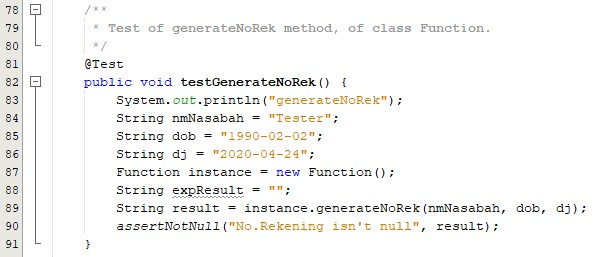 78 /**
79 * Test of generateNoRek method, of class Function.
80 */
81 @Test
82 public void testGenerateNoRek() {
83 System.out.println("generateNoRek");
84 String nmNasabah = "Tester";
85 String dob = "1990-02-02";
86 String dj = "2020-04-24";
87 Function instance = new Function();
88 String expResult = "";
89 String result = instance.generateNoRek(nmNasabah, dob, dj);
90 assertNotNull("No.Rekening isn't null", result);
91 }